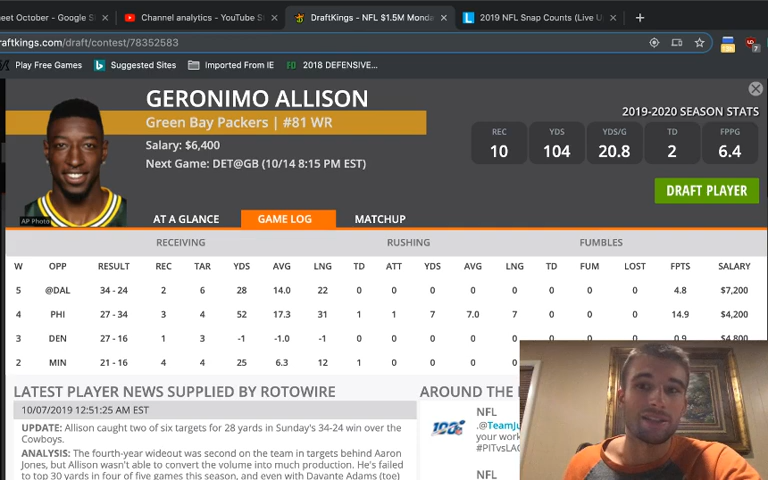 eet October - Google S
Channel analytics - YouTube S
DraftKings - NFL $1.5M Monda
2019 NFL Snap Counts (Live U
raftkings.com/draft/contest/78352583
Play Free Games
Suggested Sites
Imported From IE
2018 DEFENSIVE...
GERONIMO ALLISON
Green Bay Packers | #81 WR
Salary: $6,400
Next Game: DET@GB (10/14 8:15 PM EST)
2019-2020 SEASON STATS
REC YDS YDS/G TD FPPG
10 104 20.8 2 6.4
DRAFT PLAYER
AP Photo
AT A GLANCE GAME LOG MATCHUP
RECEIVING RUSHING FUMBLES
W OPP RESULT REC TAR YDS AVG LNG TD ATT YDS AVG LNG TD FUM LOST FPTS SALARY
5 @DAL 34 - 24 2 6 28 14.0 22 0 0 0 0 0 0 0 0 4.8 $7,200
4 PHI 27 - 34 3 4 52 17.3 31 1 1 7 7.0 7 0 0 0 14.9 $4,200
3 DEN 27 - 16 1 3 -1 -1.0 -1 0 0 0 0 0 0 0 0 0.9 $4,800
2 MIN 21 - 16 4 4 25 6.3 12 1 0 0 0 0
LATEST PLAYER NEWS SUPPLIED BY ROTOWIRE
10/07/2019 12:51:25 AM EST
UPDATE: Allison caught two of six targets for 28 yards in Sunday's 34-24 win over the
Cowboys.
ANALYSIS: The fourth-year wideout was second on the team in targets behind Aaron
Jones, but Allison wasn't able to convert the volume into much production. He's failed
to top 30 yards in four of five games this season, and even with Davante Adams (toe)
AROUND THE
NFL
.@TeamJu
your work
#PITvsLAC
NFL